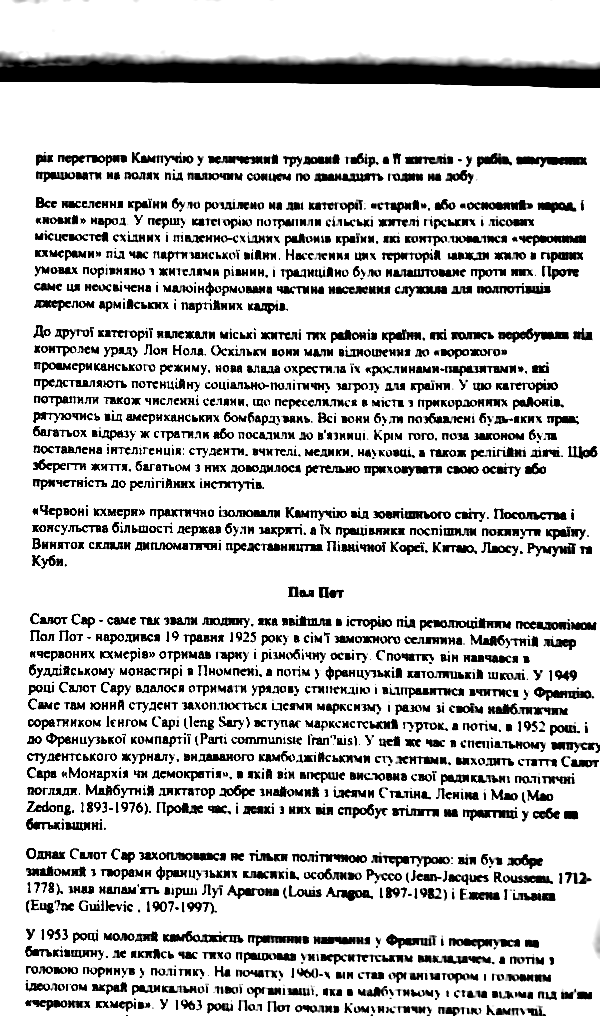 рік перетворив Кампучію у величезний трудовий табір, а її жителів - у рабів, вимушених
працювати на полях під палючим сонцем по дванадцять годин на добу.
Все населення країни було розділено на дві категорії: «старий», або «основний» народ, і
«новий» народ. У першу категорію потрапили сільські жителі гірських і лісових
місцевостей східних і південно-східних районів країни, які контролювалися «червоними
кхмерами» під час партизанської війни. Населення цих територій завжди жило в гірших
умовах порівняно з жителями рівнин, і традиційно було налаштоване проти них. Проте
саме ця неосвічена і малоінформована частина населення служила для полпотівців
джерелом армійських і партійних кадрів.
До другої категорії належали міські жителі тих районів країни, які колись перебували під
контролем уряду Лон Нола. Оскільки вони мали відношення до «ворожого»
проамериканського режиму, нова влада охрестила їх «рослинами-паразитами», які
представляють потенційну соціально-політичну загрозу для країни. У цю категорію
потрапили також численні селяни, що переселилися в міста з прикордонних районів,
рятуючись від американських бомбардувань. Всі вони були позбавлені будь-яких прав;
багатьох відразу ж стратили або посадили до в'язниці. Крім того, поза законом була
поставлена інтелігенція: студенти, вчителі, медики, науковці, а також релігійні діячі. Щоб
зберегти життя, багатьом з них доводилося ретельно приховувати свою освіту або
причетність до релігійних інститутів.
«Червоні кхмери» практично ізолювали Кампучію від зовнішнього світу. Посольства і
консульства більшості держав були закриті, а їх працівники поспішили покинути країну.
Виняток склали дипломатичні представництва Північної Кореї, Китаю, Лаосу, Румунії та
Куби.
Пол Пот
Салот Сар - саме так звали людину, яка ввійшла в історію під революційним псевдонімом
Пол Пот - народився 19 травня 1925 року в сім'ї заможного селянина. Майбутній лідер
«червоних кхмерів» отримав гарну і різнобічну освіту. Спочатку він навчався в
буддійському монастирі в Пномпені, а потім у французькій католицькій школі. У 1949
році Салот Сару вдалося отримати урядову стипендію і відправитися вчитися у Францію.
Саме там юний студент захоплюється ідеями марксизму і разом зі своїм найближчим
соратником Ієнгом Сарі (Ieng Sary) вступає марксистський гурток, а потім, в 1952 році, і
до Французької компартії (Parti communiste fran?ais). У цей же час в спеціальному випуску
студентського журналу, видаваного камбоджійськими студентами, виходить стаття Салот
Сара «Монархія чи демократія», в якій він вперше висловив свої радикальні політичні
погляди. Майбутній диктатор добре знайомий з ідеями Сталіна, Леніна і Мао (Mao
Zedong, 1893-1976). Пройде час, і деякі з них він спробує втілити на практиці у себе на
батьківщині.
Однак Салот Сар захоплювався не тільки політичною літературою: він був добре
знайомий з творами французьких класиків, особливо Руссо (Jean-Jacques Rousseau, 1712-
1778), знав напам'ять вірші Луї Арагона (Louis Aragon, 1897-1982) і Ежена Гільвіка
(Eug?ne Guillevic , 1907-1997).
У 1953 році молодий камбоджієць припинив навчання у Франції і повернувся на
батьківщину, де якийсь час тихо працював університетським викладачем, а потім з
головою поринув у політику. На початку 1960-х він став організатором і головним
ідеологом вкрай радикальної лівої організації, яка в майбутньому і стала відома під ім'ям
«червоних кхмерів». У 1963 році Пол Пот очолив Комуністичну партію Кампучії,